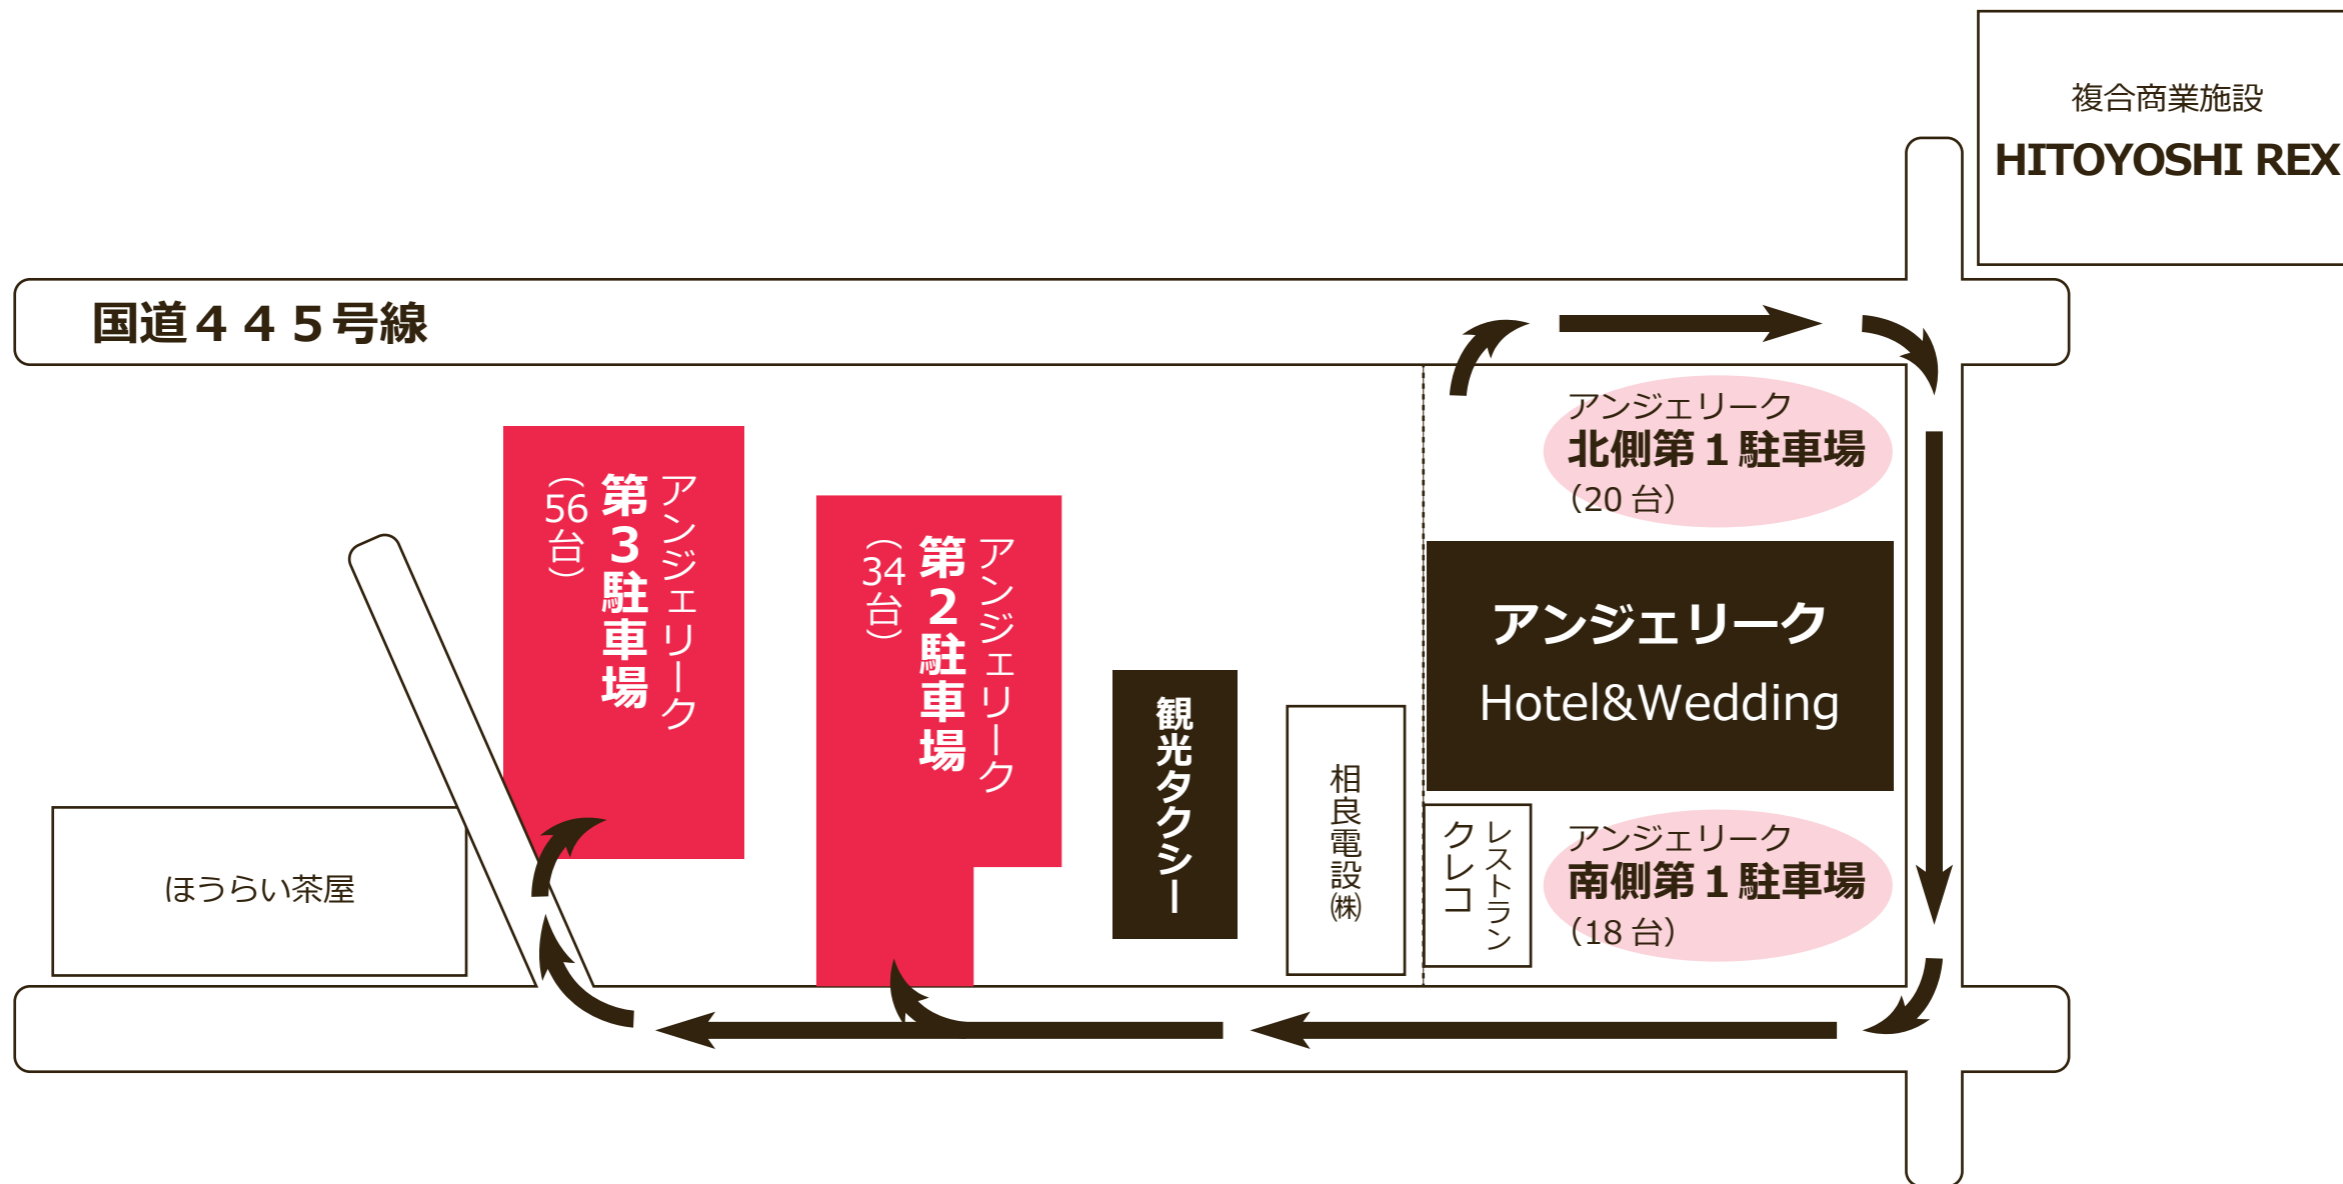 複合商業施設
HITOYOSHI REX
国道４４５号線
アンジェリーク
北側第１駐車場
（20 台）
アンジェリーク
Hotel&Wedding
アンジェリーク
南側第１駐車場
（18 台）
レストラン
クレコ
相良電設㈱
観光タクシー
アンジェリーク
第２駐車場
（34台）
アンジェリーク
第３駐車場
（56台）
ほうらい茶屋